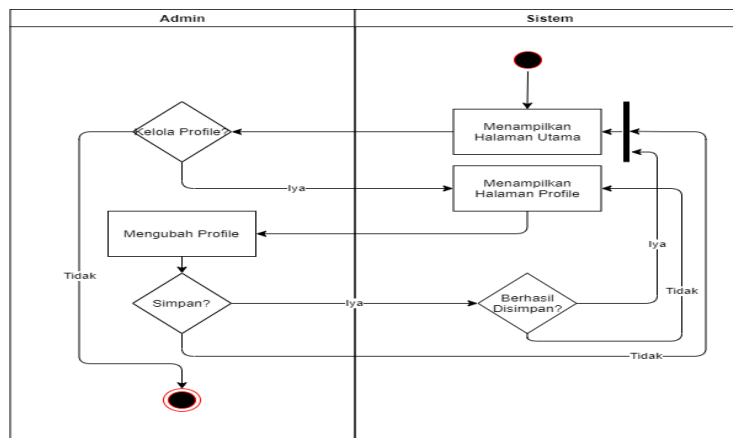 Admin
Sistem
Kelola Profile?
Menampilkan
Halaman Utama
Iya
Menampilkan
Halaman Profile
Mengubah Profile
Iya
Tidak
Simpan?
Iya
Berhasil
Disimpan?
Tidak
Tidak